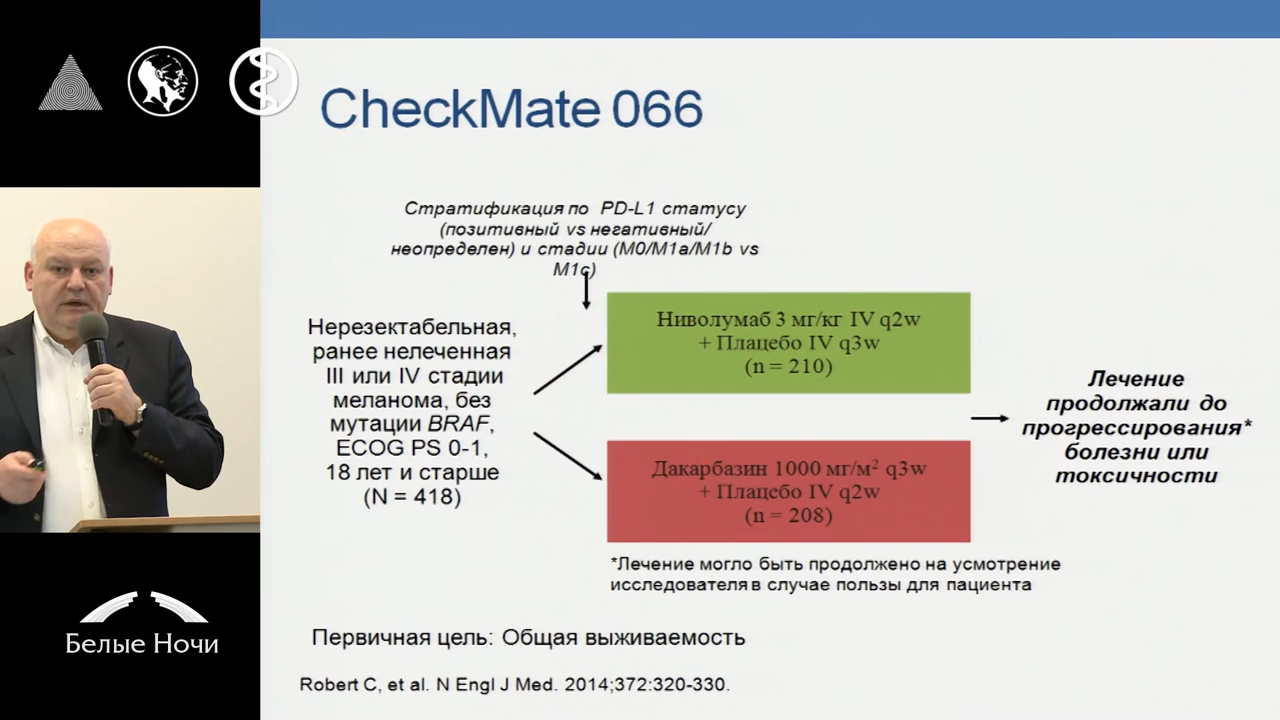 CheckMate 066
Стратификация по PD-L1 статусу
(позитивный vs негативный/
неопределен) и стадии (M0/M1a/M1b vs
M1c)
Нерезектабельная,
ранее нелеченная
III или IV стадии
меланома, без
мутации BRAF,
ECOG PS 0-1,
18 лет и старше
(N = 418)
Ниволумаб 3 мг/кг IV q2w
+ Плацебо IV q3w
(n = 210)
Дакарбазин 1000 мг/м² q3w
+ Плацебо IV q2w
(n = 208)
Лечение
продолжали до
прогрессирования*
болезни или
токсичности
*Лечение могло быть продолжено на усмотрение
исследователя в случае пользы для пациента
Первичная цель: Общая выживаемость
Robert C, et al. N Engl J Med. 2014;372:320-330.
Белые Ночи